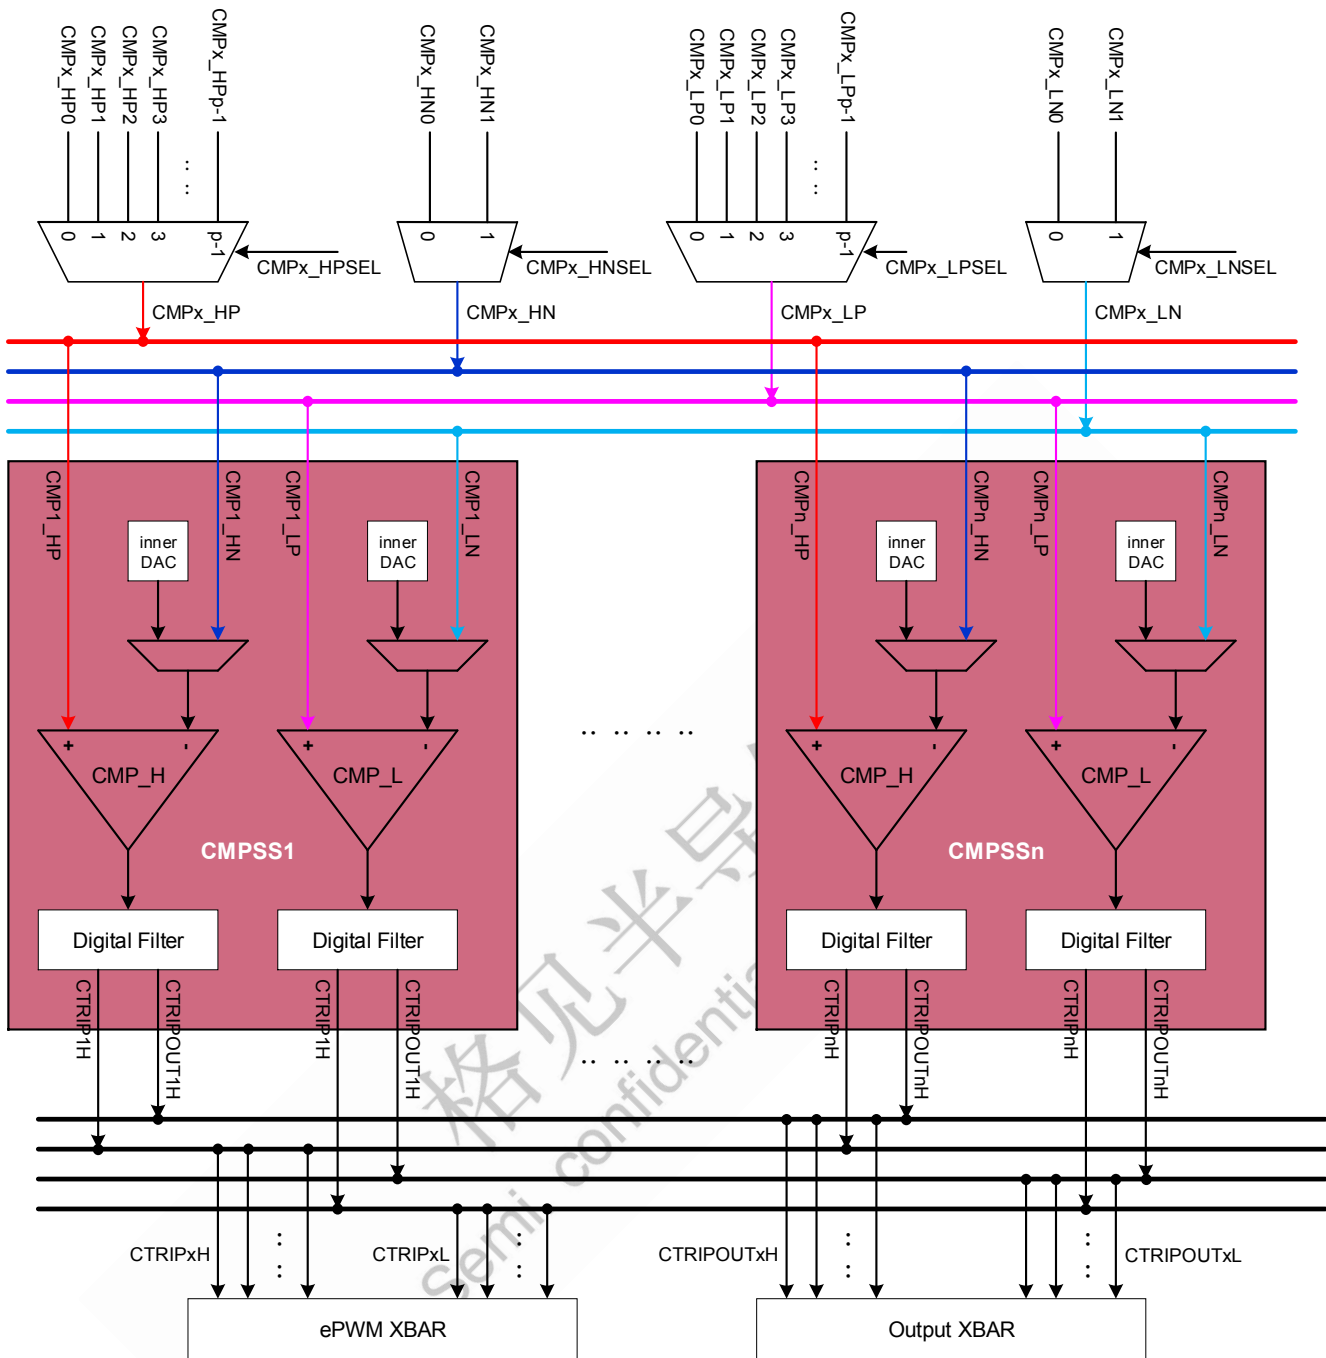 CMPx_HP0
CMPx_HP1
CMPx_HP2
CMPx_HP3
CMPx_HPp-1
CMPx_HN0
CMPx_HN1
CMPx_LP0
CMPx_LP1
CMPx_LP2
CMPx_LP3
CMPx_LPp-1
CMPx_LN0
CMPx_LN1
0
1
2
3
p-1
0
1
0
1
2
3
p-1
0
1
CMPx_HPSEL
CMPx_HNSEL
CMPx_LPSEL
CMPx_LNSEL
CMPx_HP
CMPx_HN
CMPx_LP
CMPx_LN
CMP1_HP
CMP1_HN
CMP1_LP
CMP1_LN
CMPn_HP
CMPn_HN
CMPn_LP
CMPn_LN
inner
DAC
inner
DAC
inner
DAC
inner
DAC
+
-
+
-
+
-
+
-
CMP_H
CMP_L
CMP_H
CMP_L
CMPSS1
CMPSSn
Digital Filter
Digital Filter
Digital Filter
Digital Filter
CTRIP1H
CTRIPOUT1H
CTRIP1H
CTRIPOUT1H
CTRIPnH
CTRIPOUTnH
CTRIPnH
CTRIPOUTnH
CTRIPxH
CTRIPxL
CTRIPOUTxH
CTRIPOUTxL
ePWM XBAR
Output XBAR
格见半导
Semi. confidentia